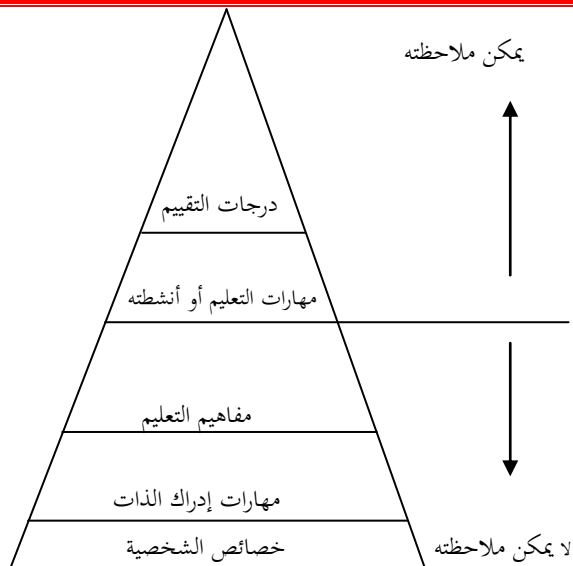 يمكن ملاحظته
درجات التقييم
مهارات التعليم أو أنشطته
مفاهيم التعليم
مهارات إدراك الذات
خصائص الشخصية
لا يمكن ملاحظته